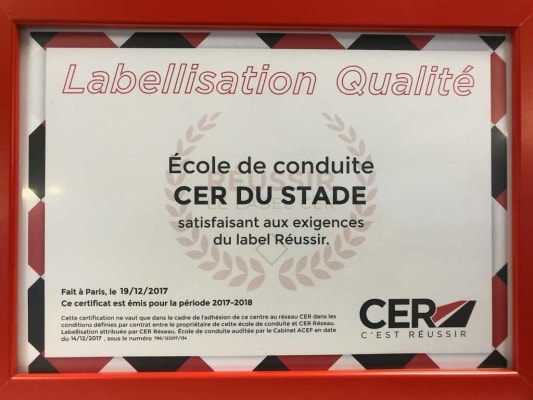 Labellisation Qualité
École de conduite
CER DU STADE
satisfaisant aux exigences
du label Réussir.
Fait à Paris, le 19/12/2017
Ce certificat est émis pour la période 2017-2018
Cette certification ne vaut que dans le cadre de l'adhésion de ce centre au réseau CER dans les
conditions définies par contrat entre le propriétaire de cette école de conduite et CER Réseau.
Labellisation attribuée par CER Réseau. École de conduite auditée par le Cabinet ACEF en date
du 14/12/2017 , sous le numéro
CER
C'EST RÉUSSIR
RÉUSSIR